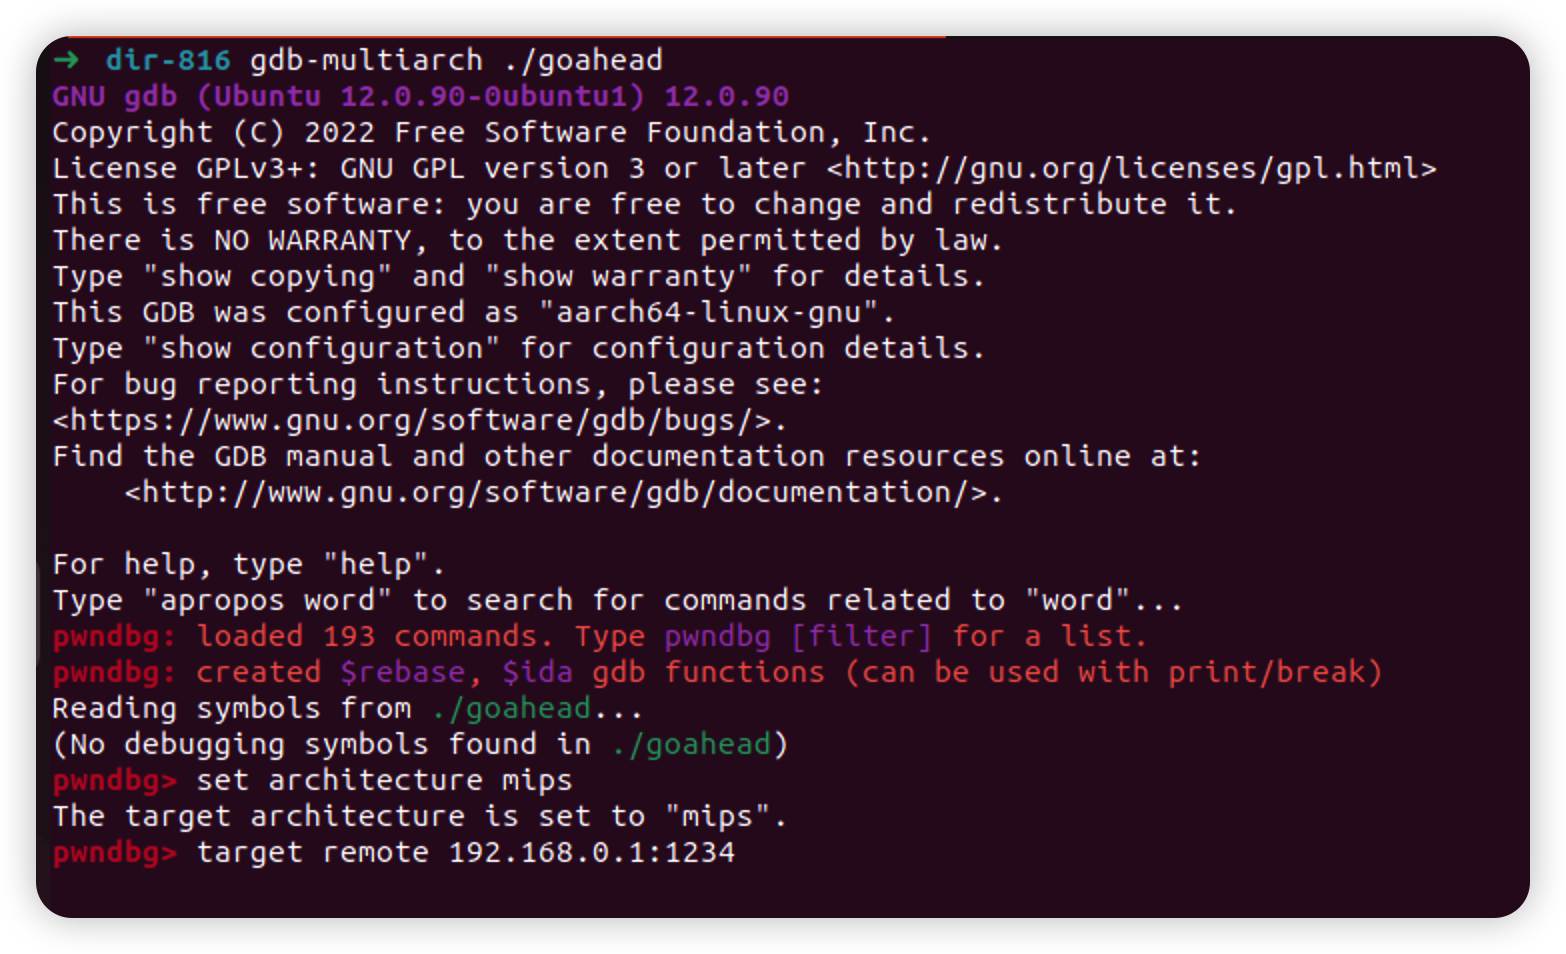 ➜ dir-816 gdb-multiarch ./goahead
GNU gdb (Ubuntu 12.0.90-0ubuntu1) 12.0.90
Copyright (C) 2022 Free Software Foundation, Inc.
License GPLv3+: GNU GPL version 3 or later <http://gnu.org/licenses/gpl.html>
This is free software: you are free to change and redistribute it.
There is NO WARRANTY, to the extent permitted by law.
Type "show copying" and "show warranty" for details.
This GDB was configured as "aarch64-linux-gnu".
Type "show configuration" for configuration details.
For bug reporting instructions, please see:
<https://www.gnu.org/software/gdb/bugs/>.
Find the GDB manual and other documentation resources online at:
    <http://www.gnu.org/software/gdb/documentation/>.
For help, type "help".
Type "apropos word" to search for commands related to "word"...
pwndbg: loaded 193 commands. Type pwndbg [filter] for a list.
pwndbg: created $rebase, $ida gdb functions (can be used with print/break)
Reading symbols from ./goahead...
(No debugging symbols found in ./goahead)
pwndbg> set architecture mips
The target architecture is set to "mips".
pwndbg> target remote 192.168.0.1:1234